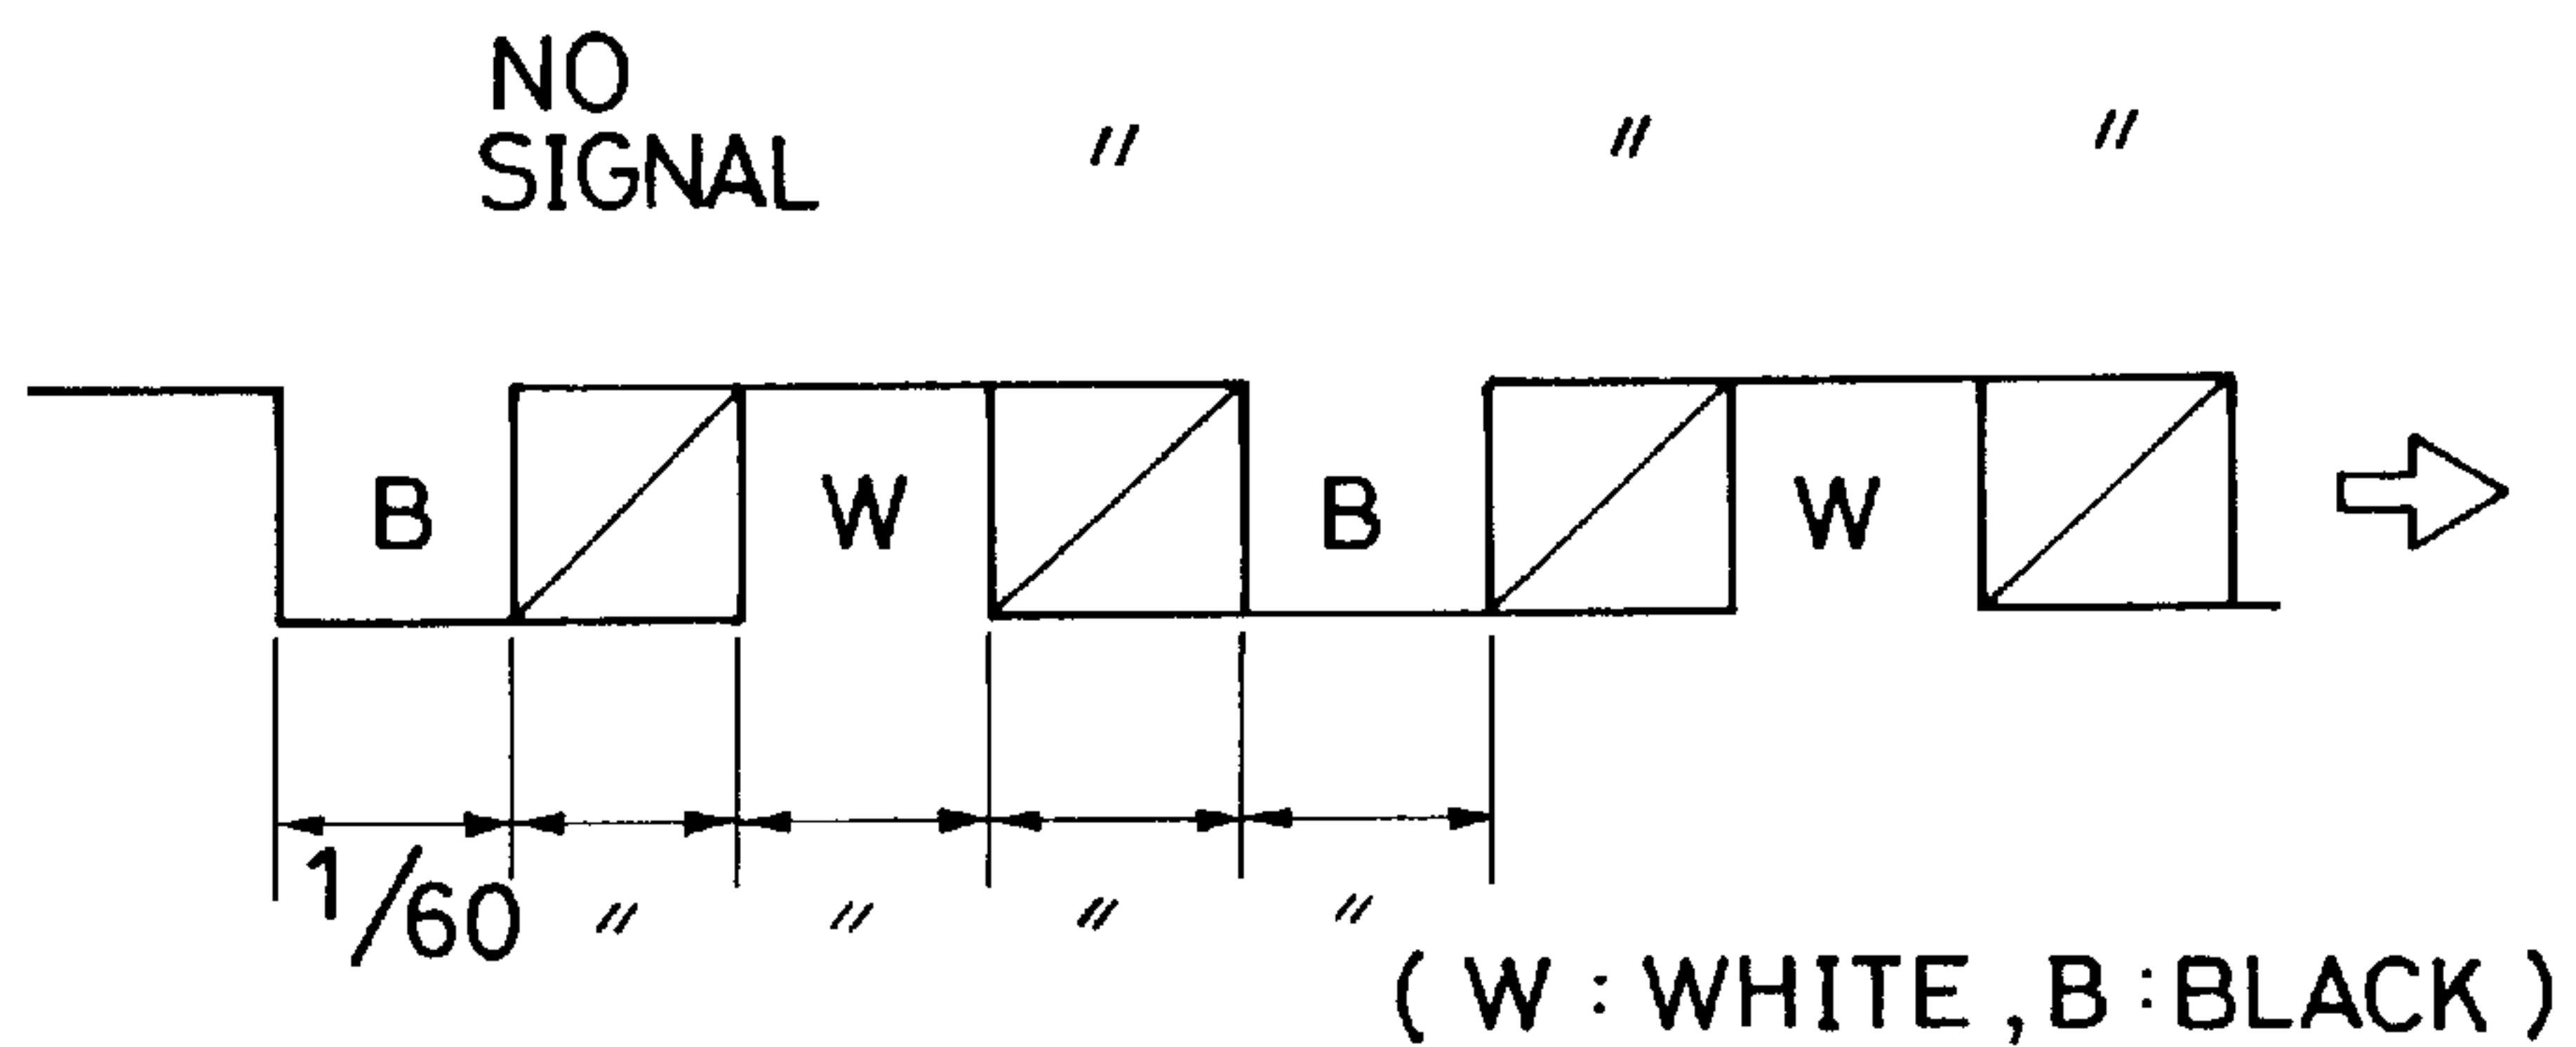 NO
SIGNAL 〃 〃 〃
B W B W
1/60 〃 〃 〃 〃
( W : WHITE , B : BLACK )